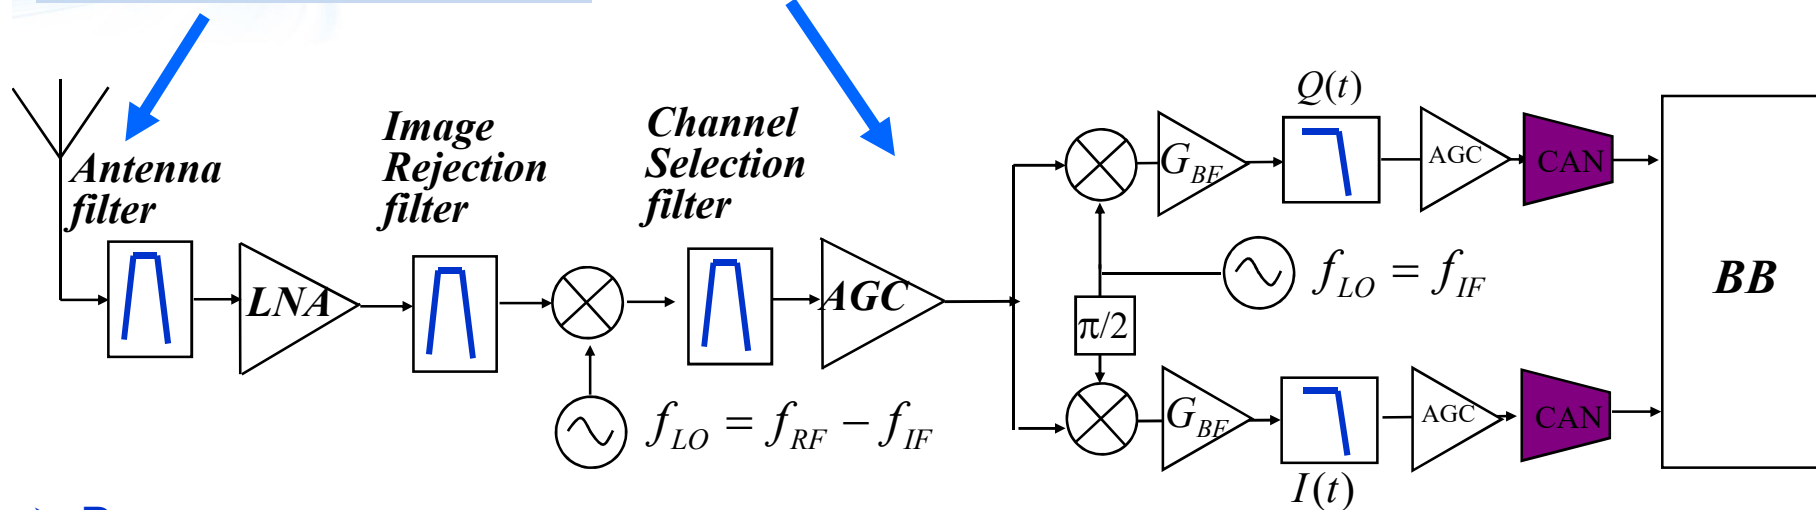 Antenna
filter
LNA
Image
Rejection
filter
f_LO = f_RF − f_IF
Channel
Selection
filter
AGC
Q(t)
G_BF
AGC
CAN
f_LO = f_IF
π/2
G_BF
AGC
CAN
I(t)
BB